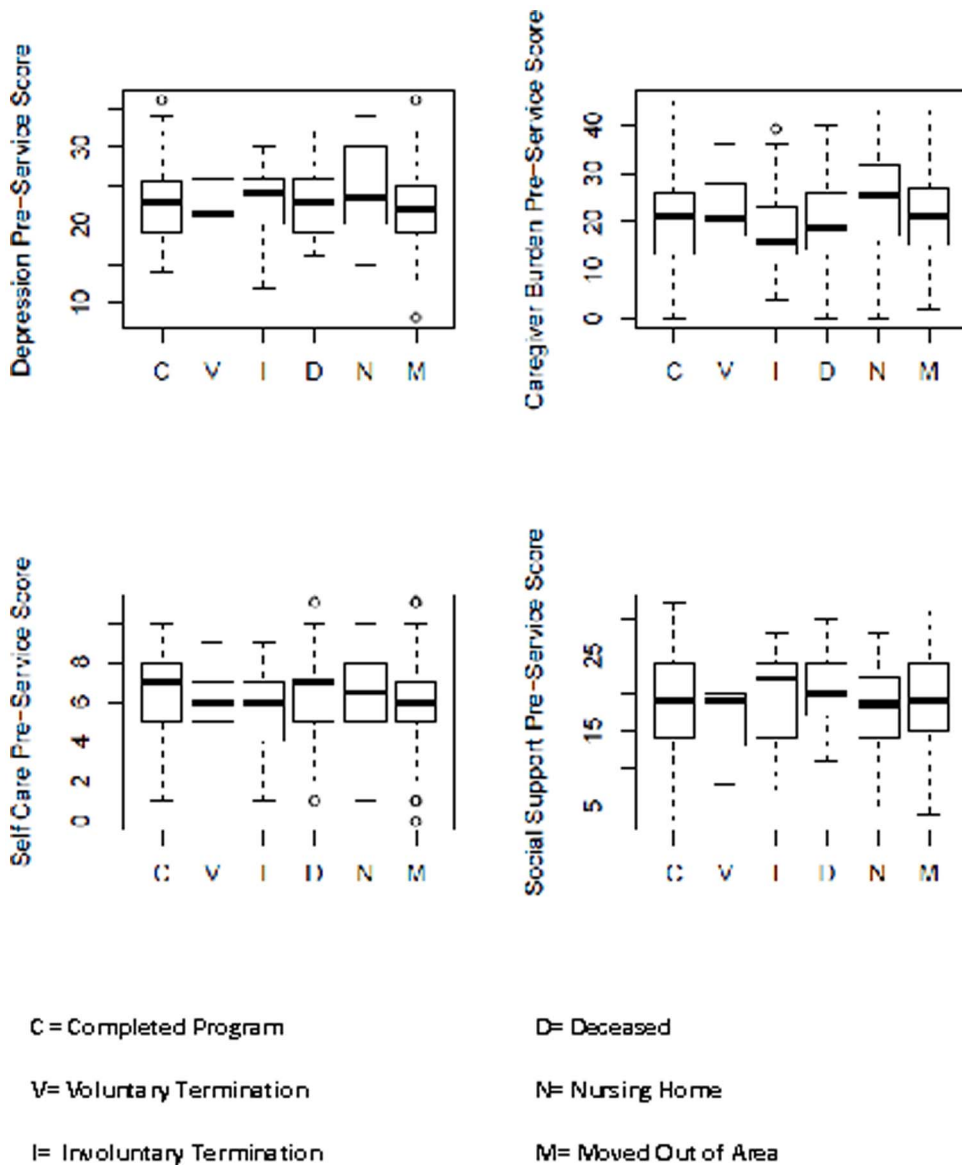 Depression Pre-Service Score
30
20
10
C V I D N M
Caregiver Burden Pre-Service Score
40
30
20
10
0
C V I D N M
Self Care Pre-Service Score
8
6
4
2
0
C V I D N M
Social Support Pre-Service Score
25
15
5
C V I D N M
C= Completed Program
D= Deceased
V= Voluntary Termination
N= Nursing Home
I= Involuntary Termination
M= Moved Out of Area